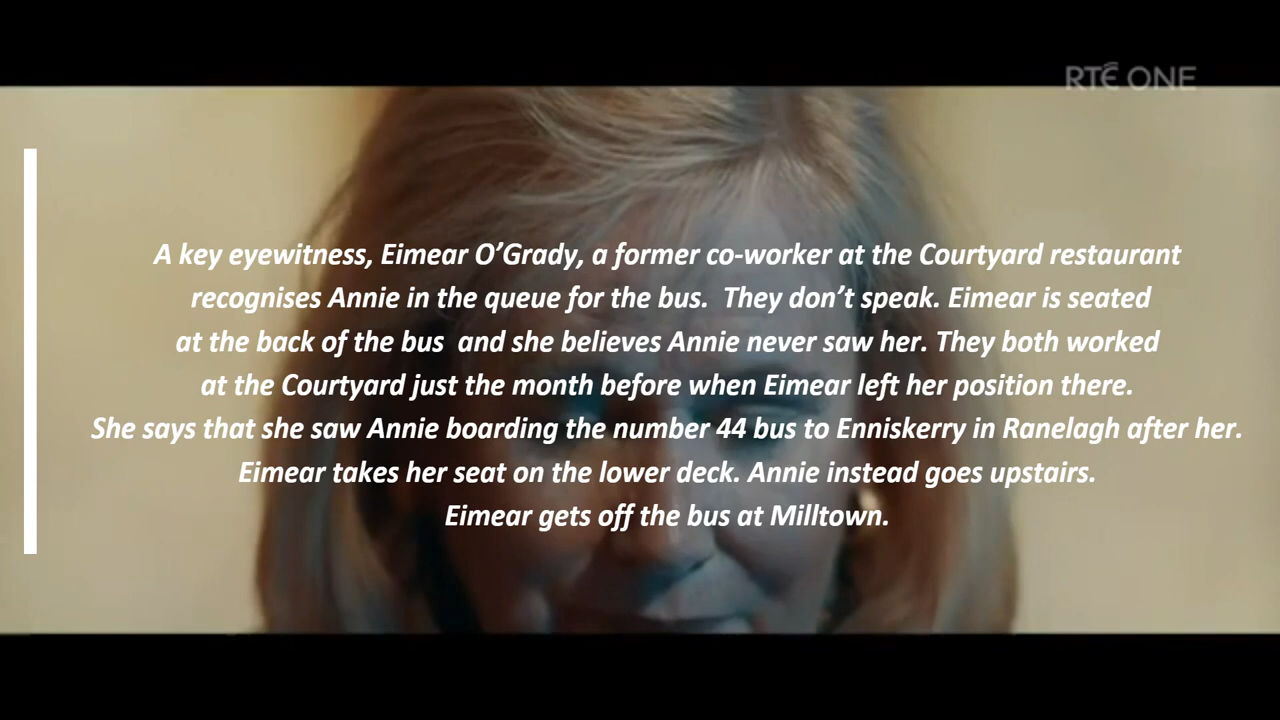 RTÉ ONE
A key eyewitness, Eimear O’Grady, a former co-worker at the Courtyard restaurant
recognises Annie in the queue for the bus.  They don’t speak. Eimear is seated
at the back of the bus  and she believes Annie never saw her. They both worked
at the Courtyard just the month before when Eimear left her position there.
She says that she saw Annie boarding the number 44 bus to Enniskerry in Ranelagh after her.
Eimear takes her seat on the lower deck. Annie instead goes upstairs.
Eimear gets off the bus at Milltown.